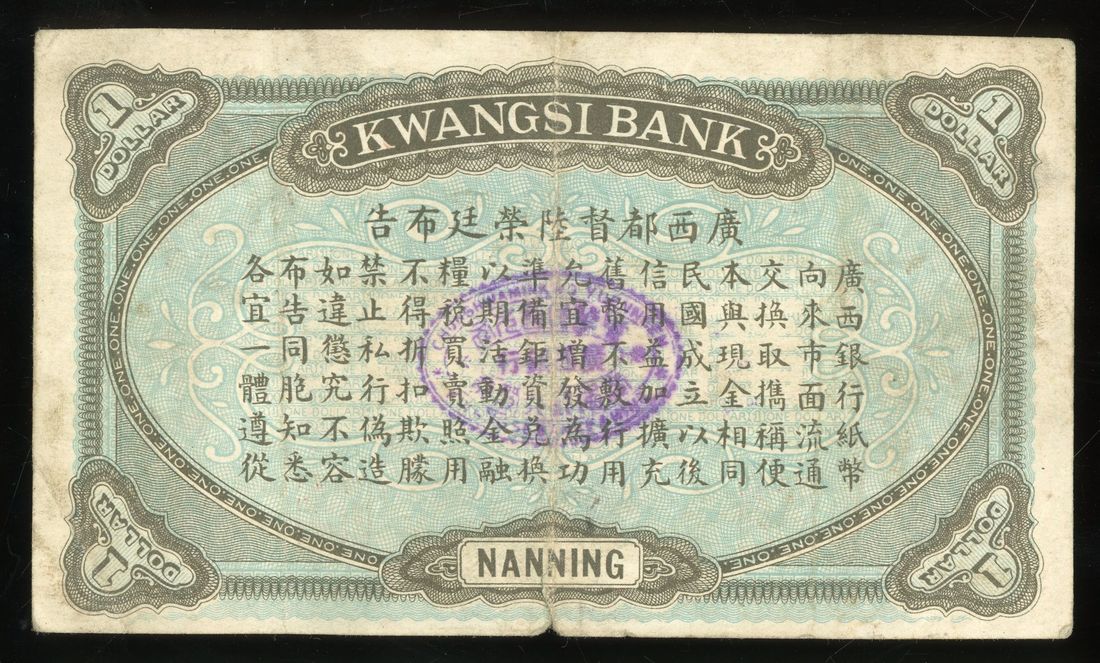 1 DOLLAR
KWANGSI BANK
1 DOLLAR
廣西都督陸榮廷布告
廣西銀行紙幣
向來市面流通
交換取攜稱便
本與現金相同
民國成立以後
信用益加擴充
舊幣不敷行用
允宜增發為功
準備鉅資兌換
以期活動金融
糧稅買賣照用
不得折扣欺朦
禁止私行偽造
如違懲究不容
布告同胞知悉
各宜一體遵從
1 DOLLAR
NANNING
1 DOLLAR